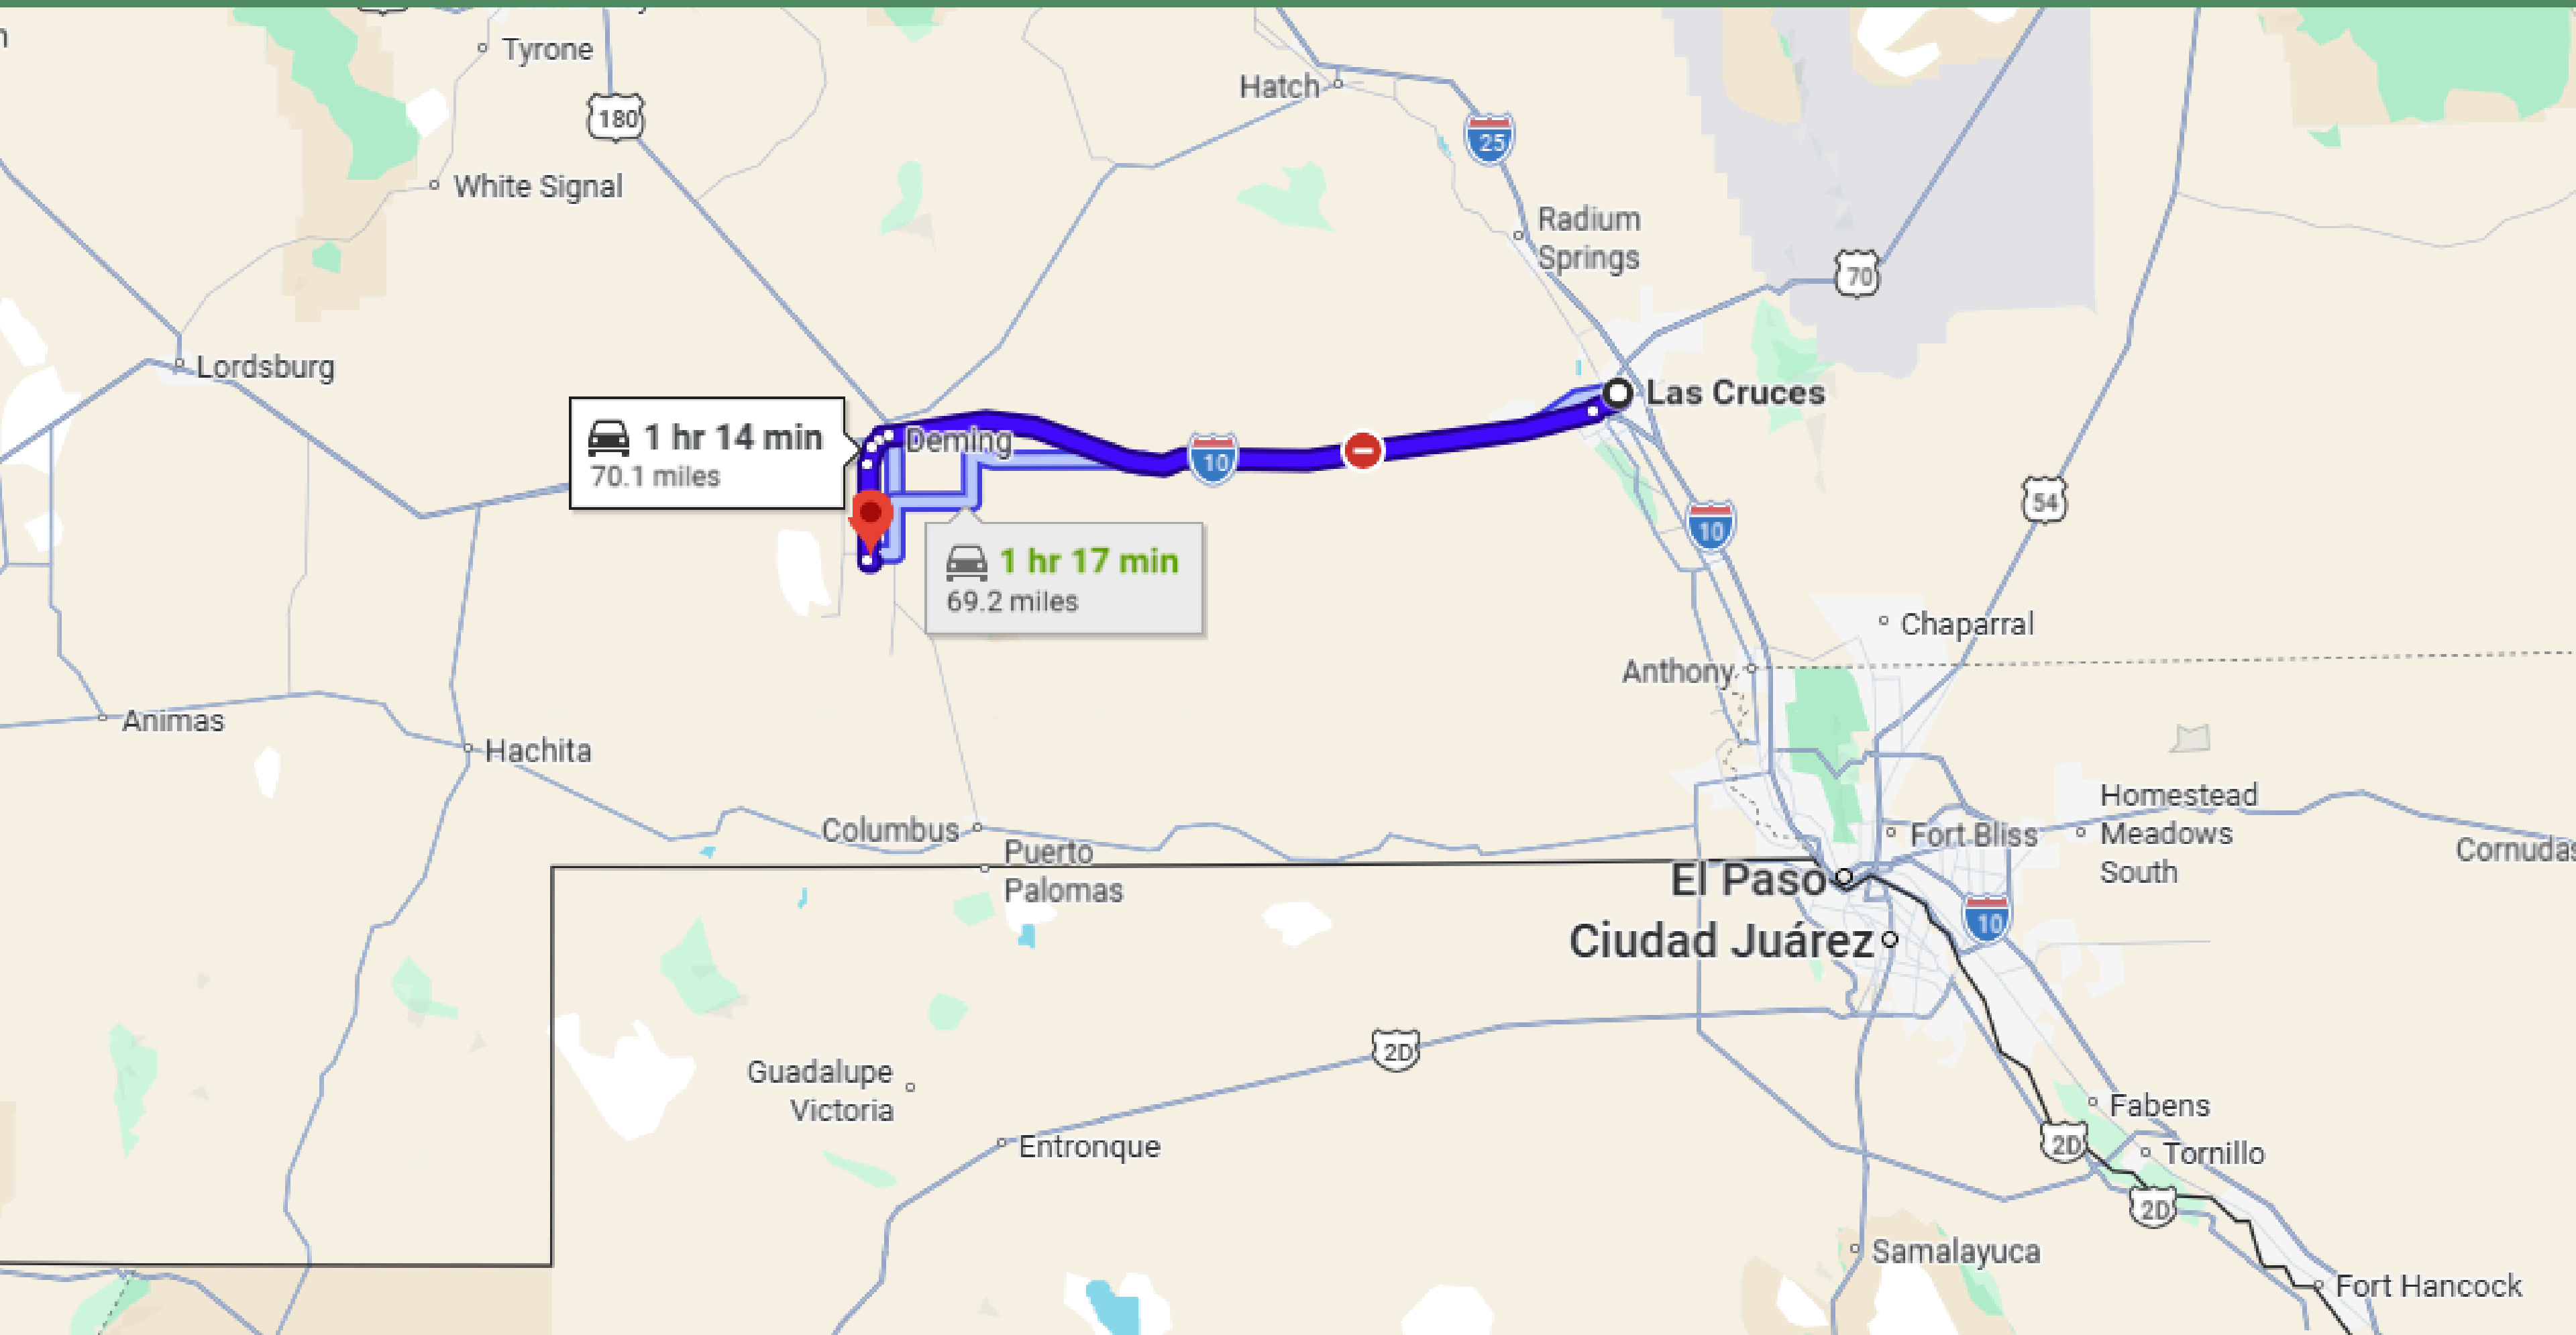 Tyrone
180
Hatch
25
White Signal
Radium
Springs
70
Lordsburg
Las Cruces
1 hr 14 min
70.1 miles
Deming
10
54
10
1 hr 17 min
69.2 miles
Chaparral
Anthony
Animas
Hachita
Homestead
Meadows
South
Columbus
Fort Bliss
Cornudas
Puerto
Palomas
El Paso
10
Ciudad Juárez
2D
Guadalupe
Victoria
Fabens
Entronque
2D
Tornillo
2D
Samalayuca
Fort Hancock